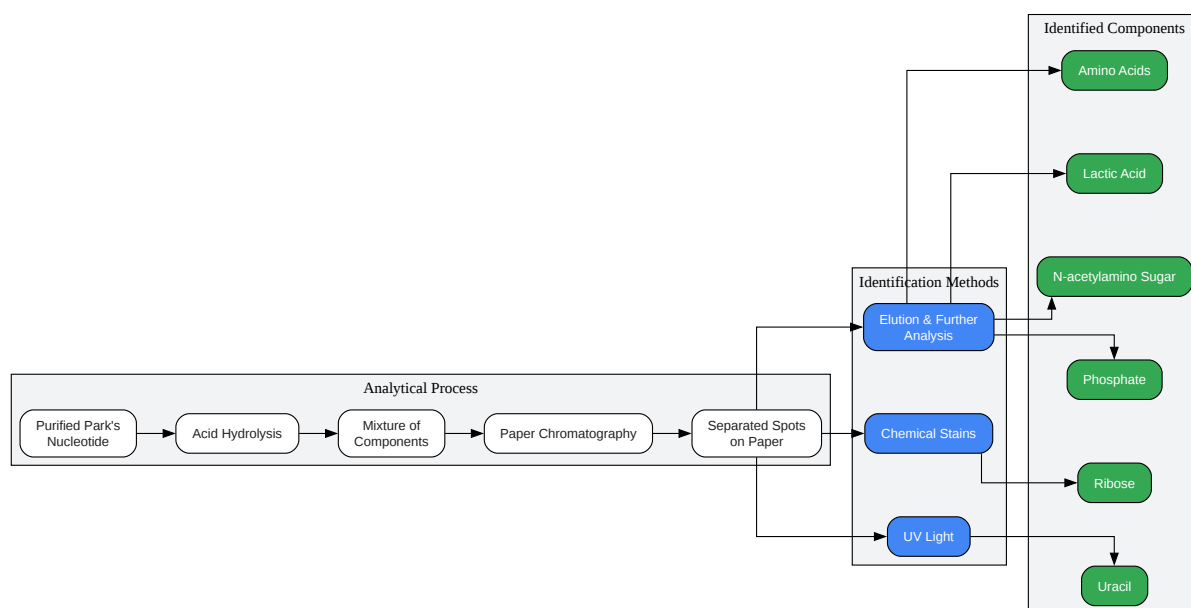 Identified Components
Amino Acids
Lactic Acid
N-acetylamino Sugar
Identification Methods
Elution & Further
Analysis
Phosphate
Analytical Process
Purified Park's
Nucleotide
Acid Hydrolysis
Mixture of
Components
Paper Chromatography
Separated Spots
on Paper
Chemical Stains
Ribose
UV Light
Uracil